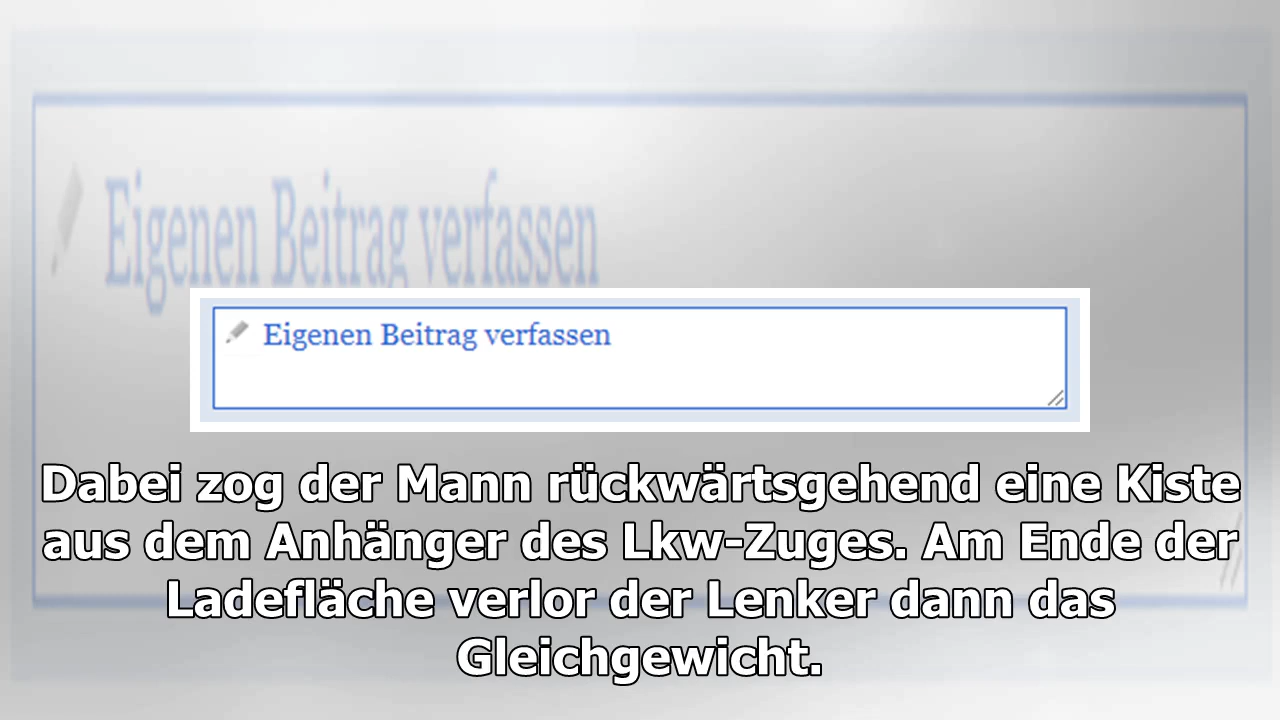 Eigenen Beitrag verfassen
Eigenen Beitrag verfassen
Dabei zog der Mann rückwärtsgehend eine Kiste
aus dem Anhänger des Lkw-Zuges. Am Ende der
Ladefläche verlor der Lenker dann das
Gleichgewicht.